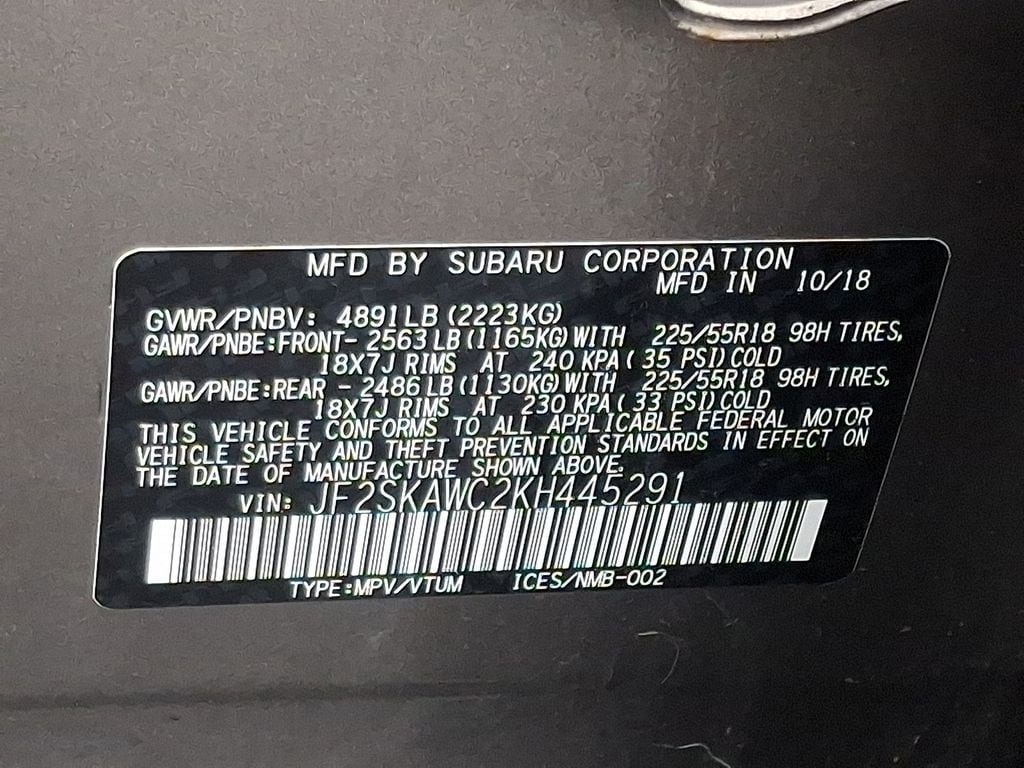 MFD BY SUBARU CORPORATION
MFD IN 10/18
GVWR/PNBV: 4891LB(2223KG)
GAWR/PNBE:FRONT- 2563LB(1165KG)WITH 225/55R18 98H TIRES,
18X7J RIMS AT 240 KPA( 35 PSI)COLD
GAWR/PNBE:REAR - 2486LB(1130KG)WITH 225/55R18 98H TIRES,
18X7J RIMS AT 230 KPA( 33 PSI)COLD
THIS VEHICLE CONFORMS TO ALL APPLICABLE FEDERAL MOTOR
VEHICLE SAFETY AND THEFT PREVENTION STANDARDS IN EFFECT ON
THE DATE OF MANUFACTURE SHOWN ABOVE.
VIN: JF2SKAWC2KH445291
TYPE:MPV/VTUM ICES/NMB-002